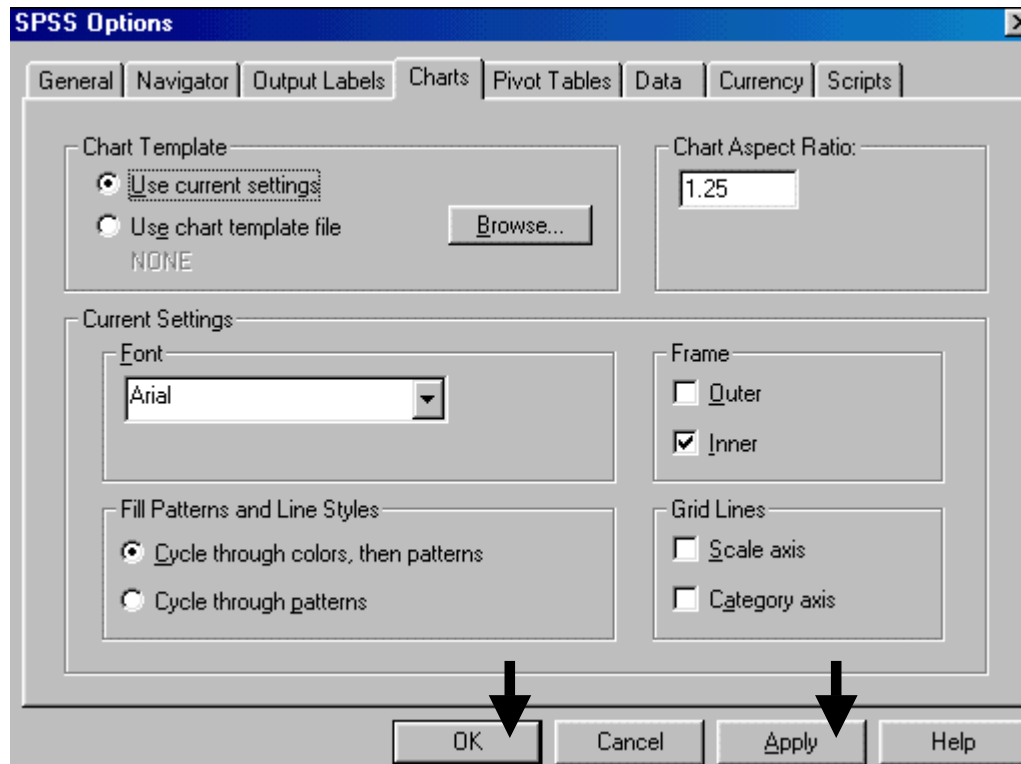 SPSS Options
General Navigator Output Labels Charts Pivot Tables Data Currency Scripts
Chart Template
Use current settings
Use chart template file
Browse...
NONE
Chart Aspect Ratio:
1.25
Current Settings
Font
Arial
Frame
Outer
Inner
Fill Patterns and Line Styles
Cycle through colors, then patterns
Cycle through patterns
Grid Lines
Scale axis
Category axis
OK Cancel Apply Help